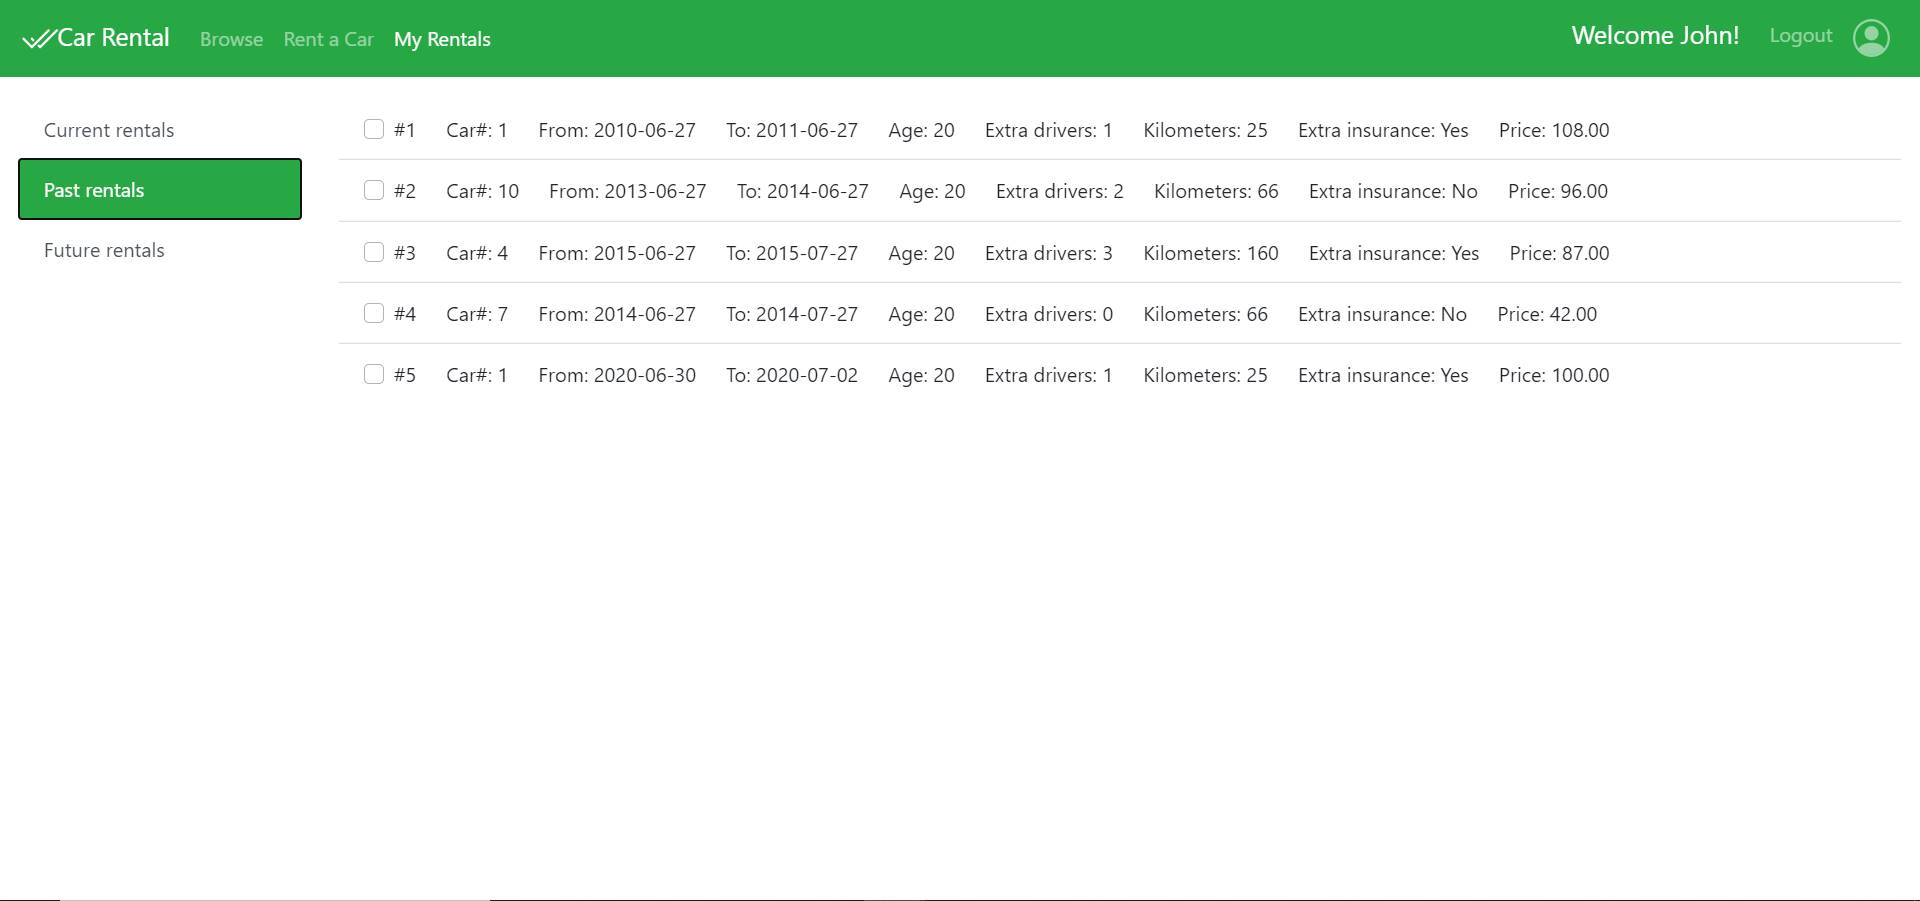 Car Rental Browse Rent a Car My Rentals Welcome John! Logout
Current rentals
Past rentals
Future rentals
#1 Car#: 1 From: 2010-06-27 To: 2011-06-27 Age: 20 Extra drivers: 1 Kilometers: 25 Extra insurance: Yes Price: 108.00
#2 Car#: 10 From: 2013-06-27 To: 2014-06-27 Age: 20 Extra drivers: 2 Kilometers: 66 Extra insurance: No Price: 96.00
#3 Car#: 4 From: 2015-06-27 To: 2015-07-27 Age: 20 Extra drivers: 3 Kilometers: 160 Extra insurance: Yes Price: 87.00
#4 Car#: 7 From: 2014-06-27 To: 2014-07-27 Age: 20 Extra drivers: 0 Kilometers: 66 Extra insurance: No Price: 42.00
#5 Car#: 1 From: 2020-06-30 To: 2020-07-02 Age: 20 Extra drivers: 1 Kilometers: 25 Extra insurance: Yes Price: 100.00